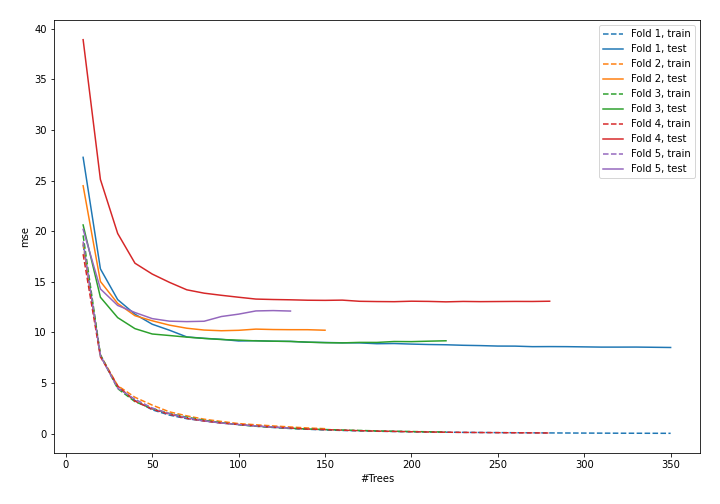 40
35
30
25
20
15
10
5
0
mse
0
50
100
150
200
250
300
350
#Trees
Fold 1, train
Fold 1, test
Fold 2, train
Fold 2, test
Fold 3, train
Fold 3, test
Fold 4, train
Fold 4, test
Fold 5, train
Fold 5, test